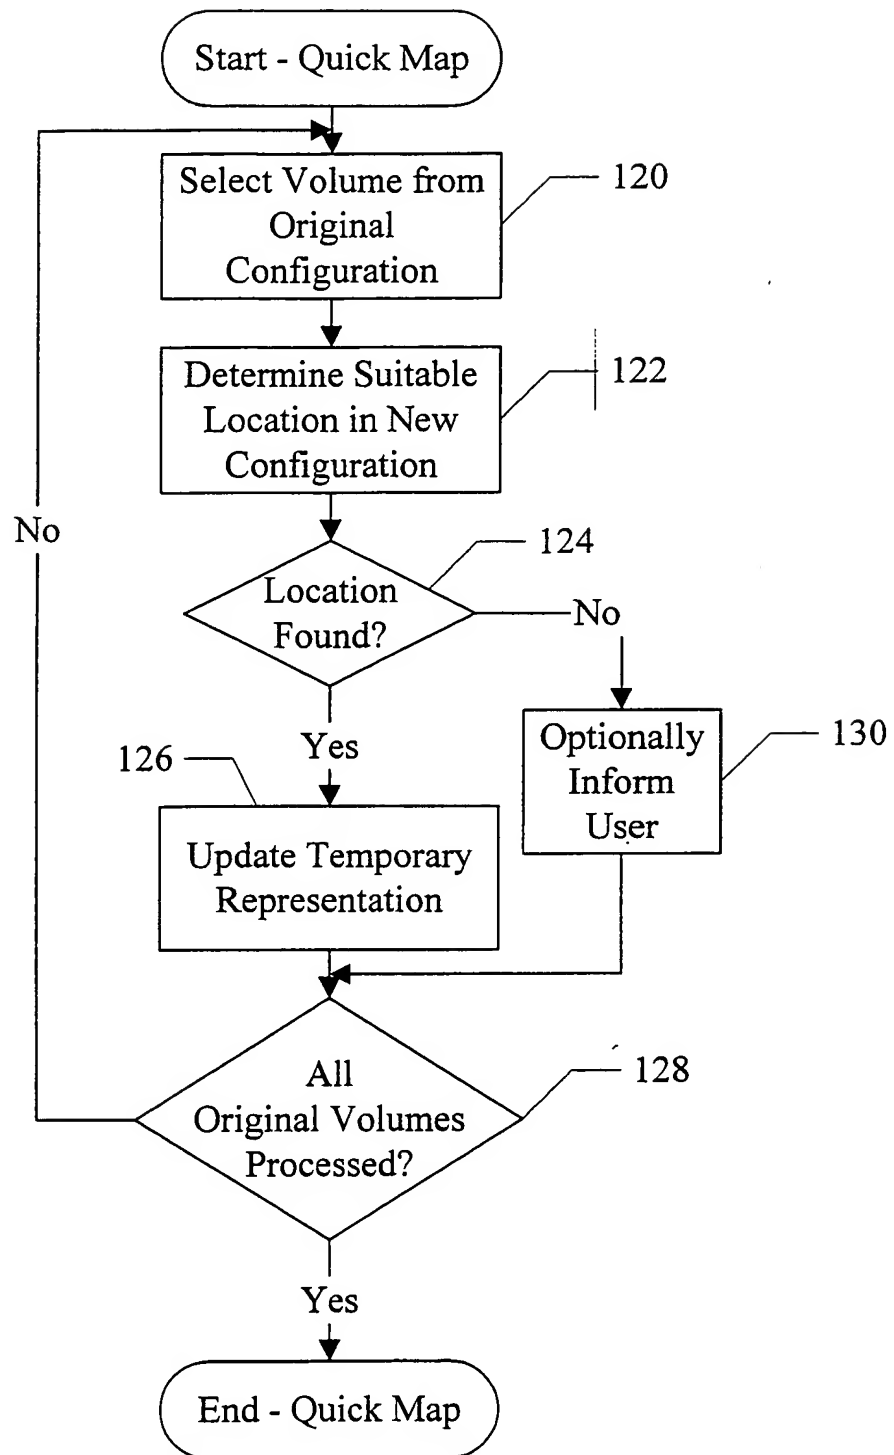 Start - Quick Map
Select Volume from
Original
Configuration
120
Determine Suitable
Location in New
Configuration
122
No
124
Location
Found?
No
Yes
126
Optionally
Inform
User
130
Update Temporary
Representation
All
Original Volumes
Processed?
128
Yes
End - Quick Map